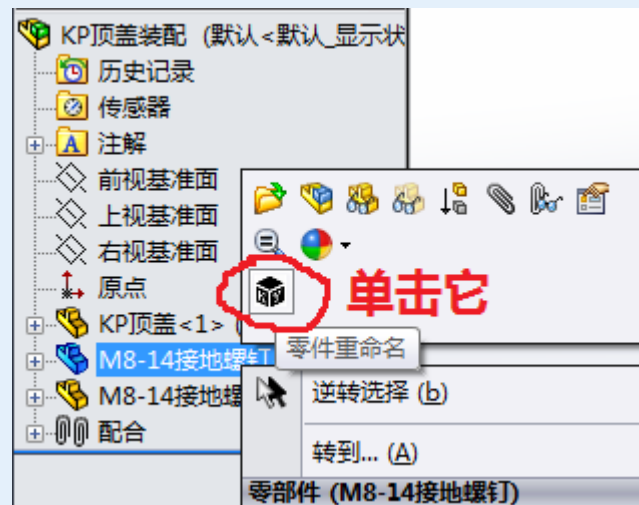 KP顶盖装配 (默认<默认_显示状
历史记录
传感器
A 注解
前视基准面
上视基准面
右视基准面
原点
单击它
KP顶盖<1> (
零件重命名
M8-14接地螺钉
M8-14接地螺
逆转选择 (b)
配合
转到... (A)
零部件 (M8-14接地螺钉)